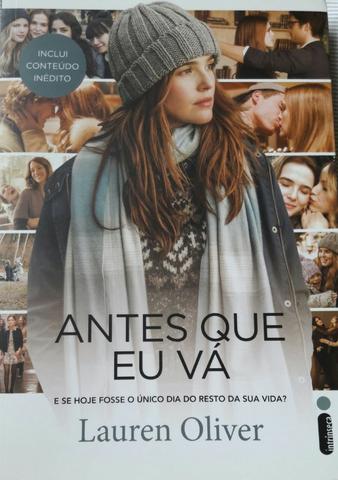 INCLUI
CONTEÚDO
INÉDITO
ANTES QUE
EU VÁ
E SE HOJE FOSSE O ÚNICO DIA DO RESTO DA SUA VIDA?
Lauren Oliver
intrínseca